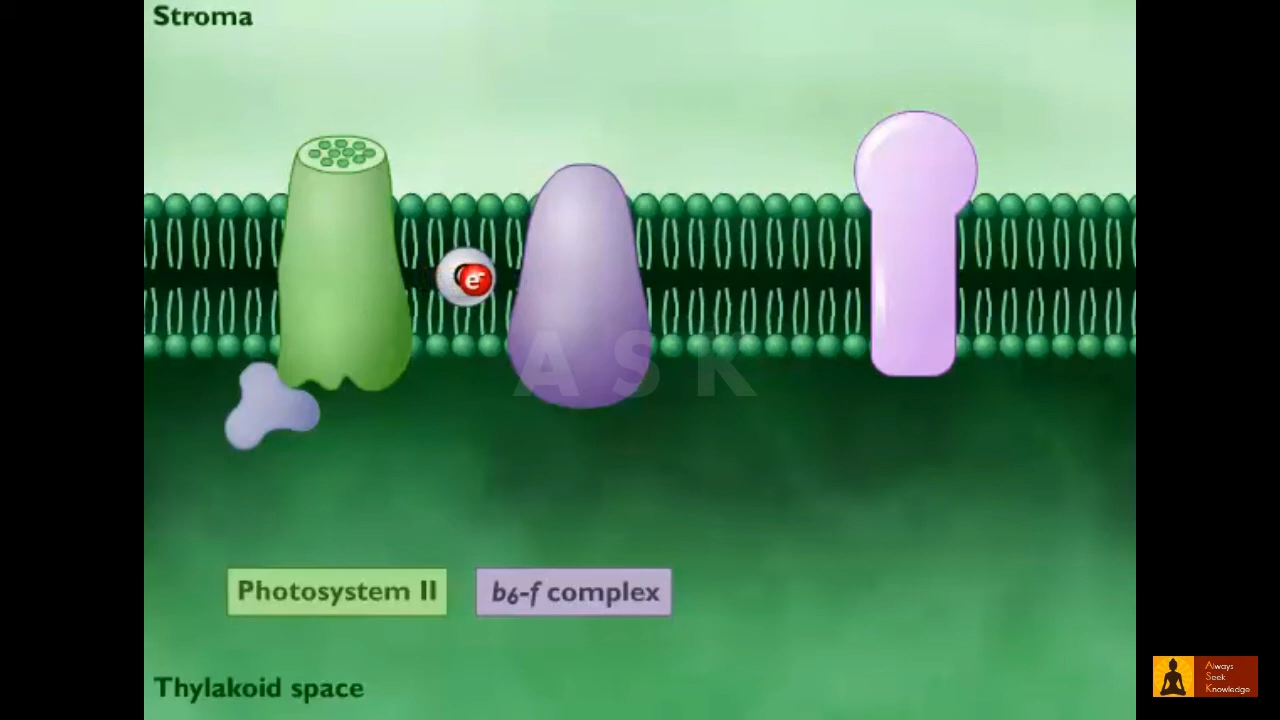 Stroma
e-
A S K
Photosystem II
b6-f complex
Thylakoid space
Always
Seek
Knowledge